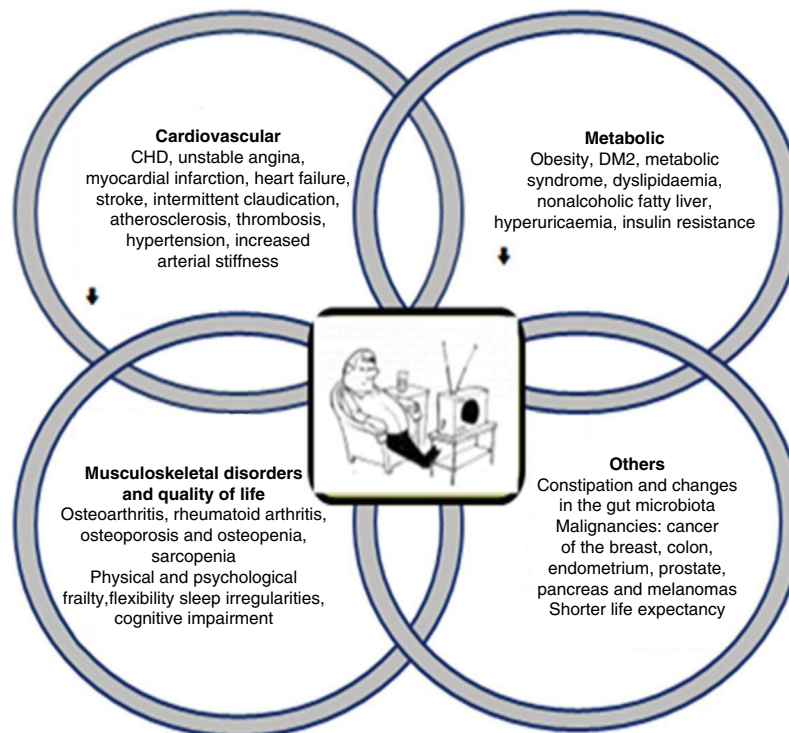 Cardiovascular
CHD, unstable angina,
myocardial infarction, heart failure,
stroke, intermittent claudication,
atherosclerosis, thrombosis,
hypertension, increased
arterial stiffness
Metabolic
Obesity, DM2, metabolic
syndrome, dyslipidaemia,
nonalcoholic fatty liver,
hyperuricaemia, insulin resistance
Musculoskeletal disorders
and quality of life
Osteoarthritis, rheumatoid arthritis,
osteoporosis and osteopenia,
sarcopenia
Physical and psychological
frailty,flexibility sleep irregularities,
cognitive impairment
Others
Constipation and changes
in the gut microbiota
Malignancies: cancer
of the breast, colon,
endometrium, prostate,
pancreas and melanomas
Shorter life expectancy